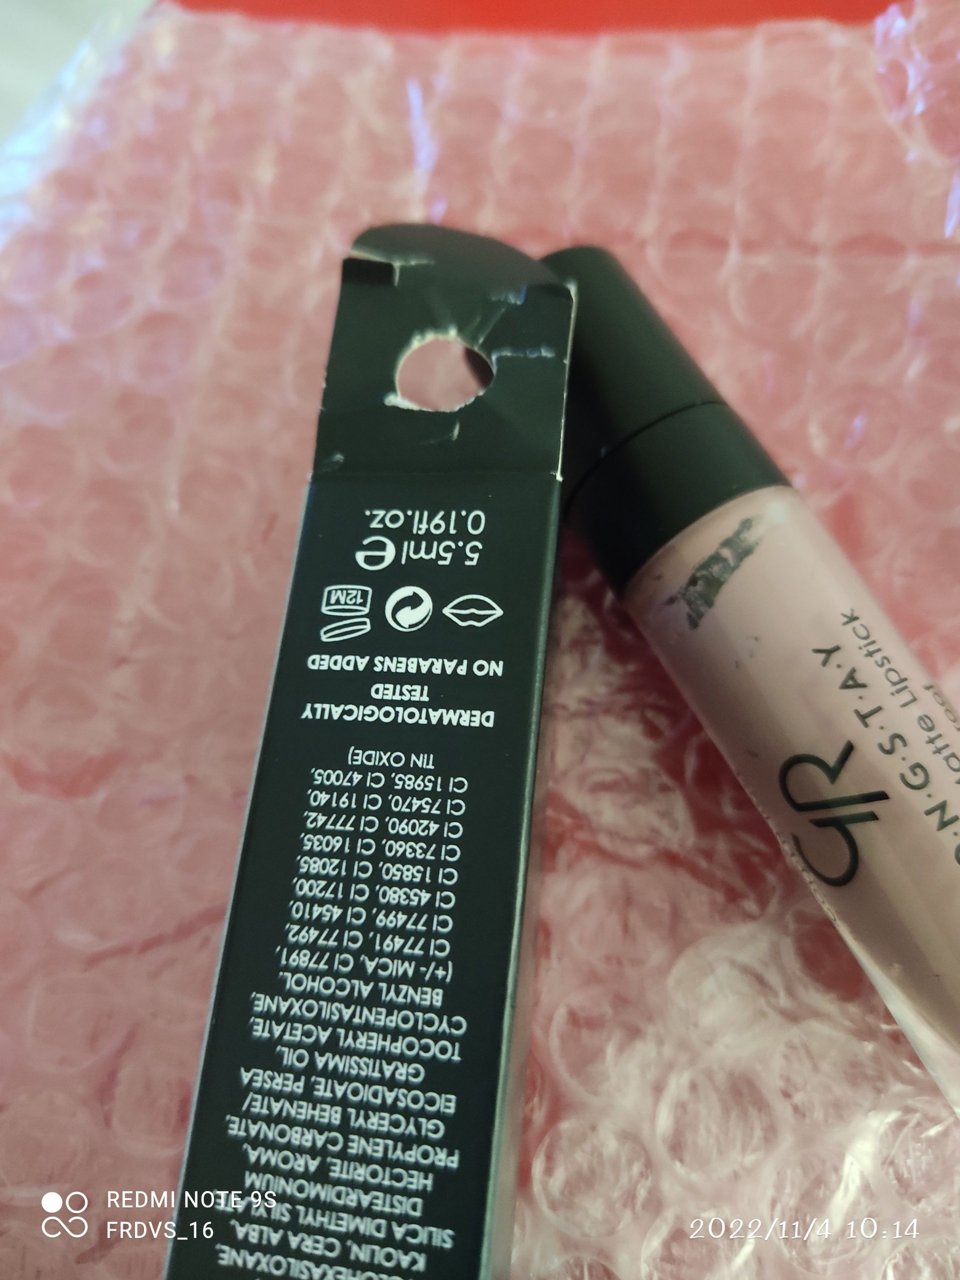 CLOHEXASILOXANE,
KAOLIN, CERA ALBA,
SILICA DIMETHYL SILYLATE,
DISTEARDIMONIUM
HECTORITE, AROMA,
PROPYLENE CARBONATE,
GLYCERYL BEHENATE/
EICOSADIOATE, PERSEA
GRATISSIMA OIL,
TOCOPHERYL ACETATE,
CYCLOPENTASILOXANE,
BENZYL ALCOHOL,
(+/- MICA, CI 77891,
CI 77491, CI 77492,
CI 77499, CI 45410,
CI 45380, CI 17200,
CI 15850, CI 12085,
CI 73360, CI 16035,
CI 42090, CI 77742,
CI 75470, CI 19140,
CI 15985, CI 47005,
TIN OXIDE)
DERMATOLOGICALLY
TESTED
NO PARABENS ADDED
12M
5.5ml e
0.19fl.oz.
GR
N·G·S·T·A·Y
Matte Lipstick
REDMI NOTE 9S
FRDVS_16
2022/11/4 10:14